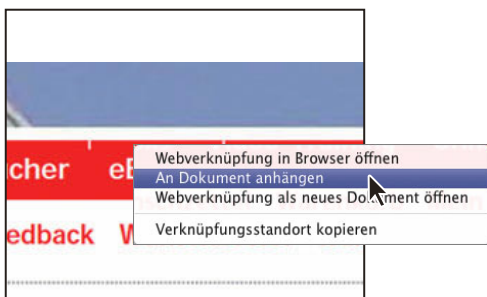 Webverknüpfung in Browser öffnen
cher eB
An Dokument anhängen
Webverknüpfung als neues Dokument öffnen
edback
Verknüpfungsstandort kopieren